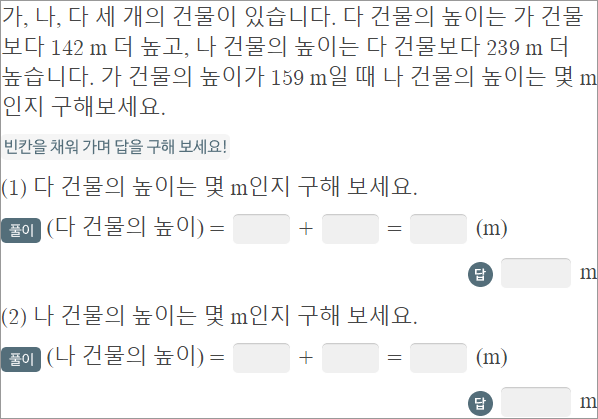 가, 나, 다 세 개의 건물이 있습니다. 다 건물의 높이는 가 건물
보다 142 m 더 높고, 나 건물의 높이는 다 건물보다 239 m 더
높습니다. 가 건물의 높이가 159 m일 때 나 건물의 높이는 몇 m
인지 구해보세요.
빈칸을 채워 가며 답을 구해 보세요!
(1) 다 건물의 높이는 몇 m인지 구해 보세요.
풀이 (다 건물의 높이) = + = (m)
답 m
(2) 나 건물의 높이는 몇 m인지 구해 보세요.
풀이 (나 건물의 높이) = + = (m)
답 m